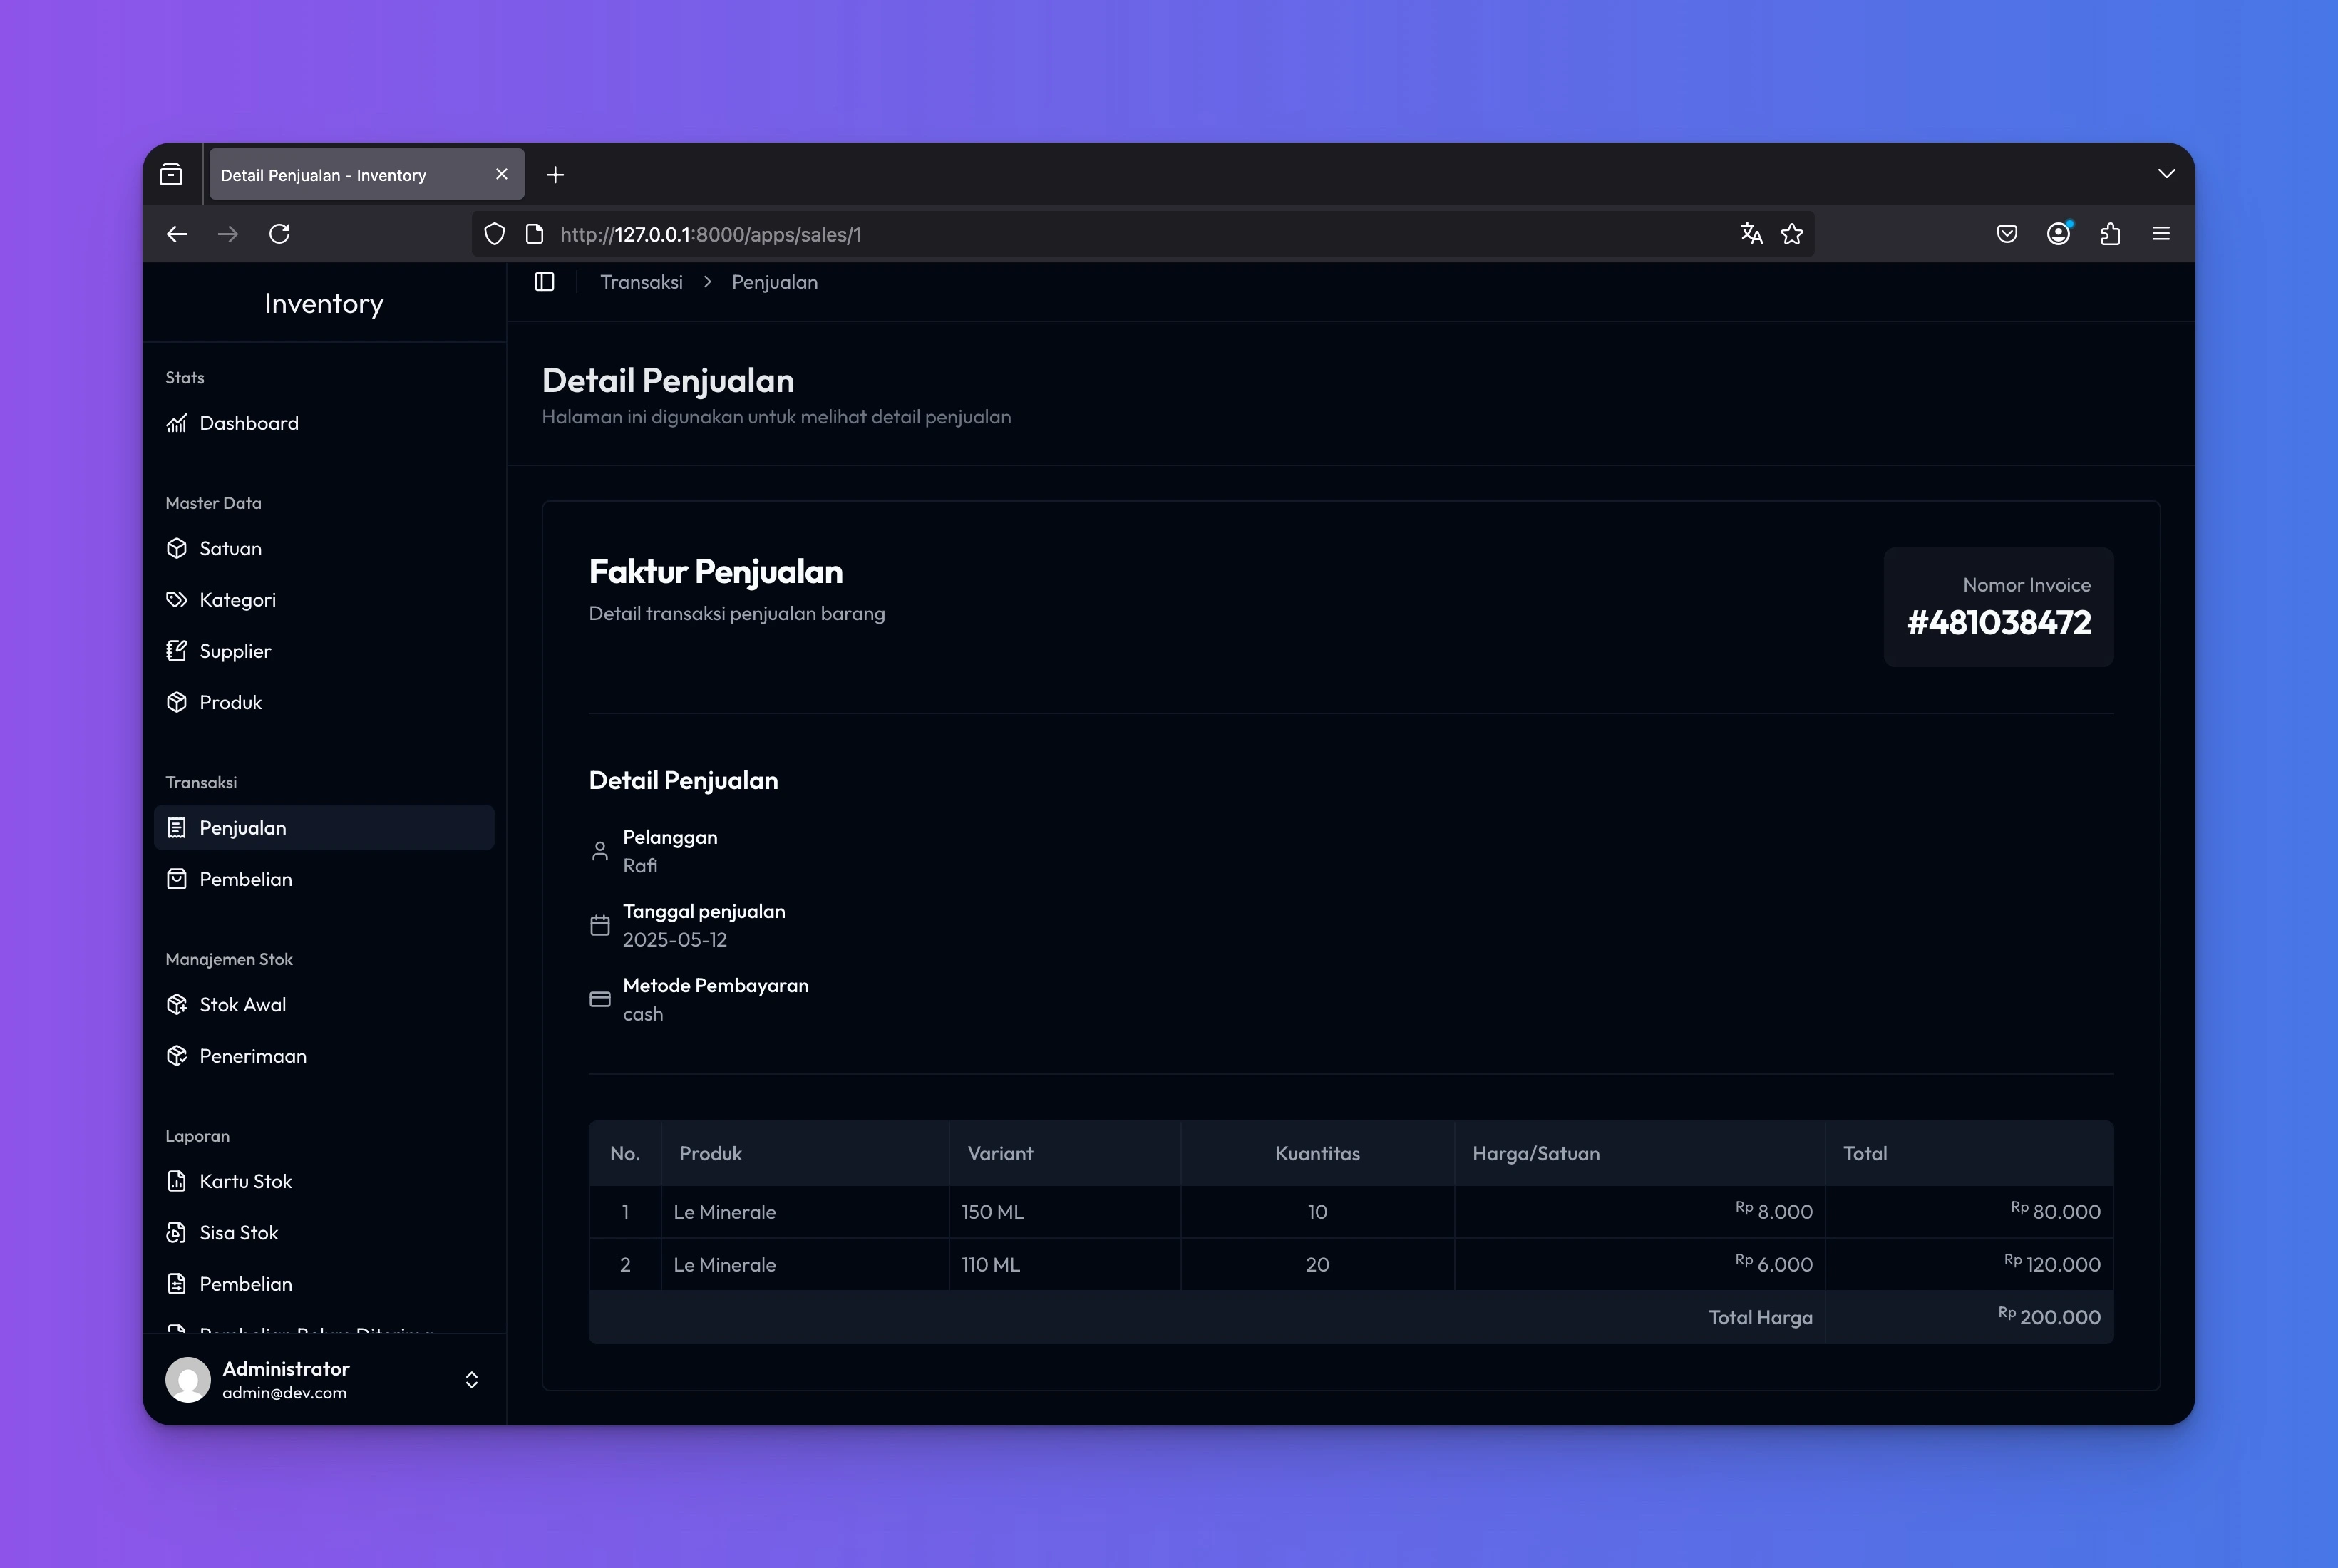 Detail Penjualan - Inventory
http://127.0.0.1:8000/apps/sales/1
Inventory
Stats
Dashboard
Master Data
Satuan
Kategori
Supplier
Produk
Transaksi
Penjualan
Pembelian
Manajemen Stok
Stok Awal
Penerimaan
Laporan
Kartu Stok
Sisa Stok
Pembelian
Administrator
admin@dev.com
Transaksi > Penjualan
Detail Penjualan
Halaman ini digunakan untuk melihat detail penjualan
Faktur Penjualan
Detail transaksi penjualan barang
Nomor Invoice
#481038472
Detail Penjualan
Pelanggan
Rafi
Tanggal penjualan
2025-05-12
Metode Pembayaran
cash
No. Produk Variant Kuantitas Harga/Satuan Total
1 Le Minerale 150 ML 10 Rp 8.000 Rp 80.000
2 Le Minerale 110 ML 20 Rp 6.000 Rp 120.000
Total Harga Rp 200.000